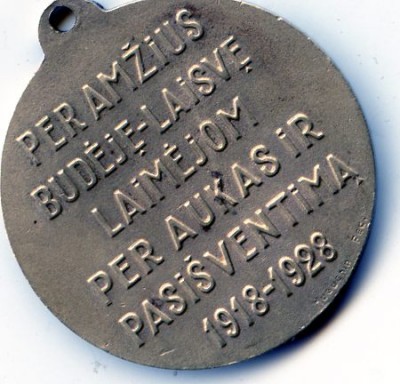 PER AMŽiUS
BUDĖJĘ-LAiSVĘ
LAiMĖJOM
PER AUKAS iR
PASiŠVENTiMĄ
1918-1928